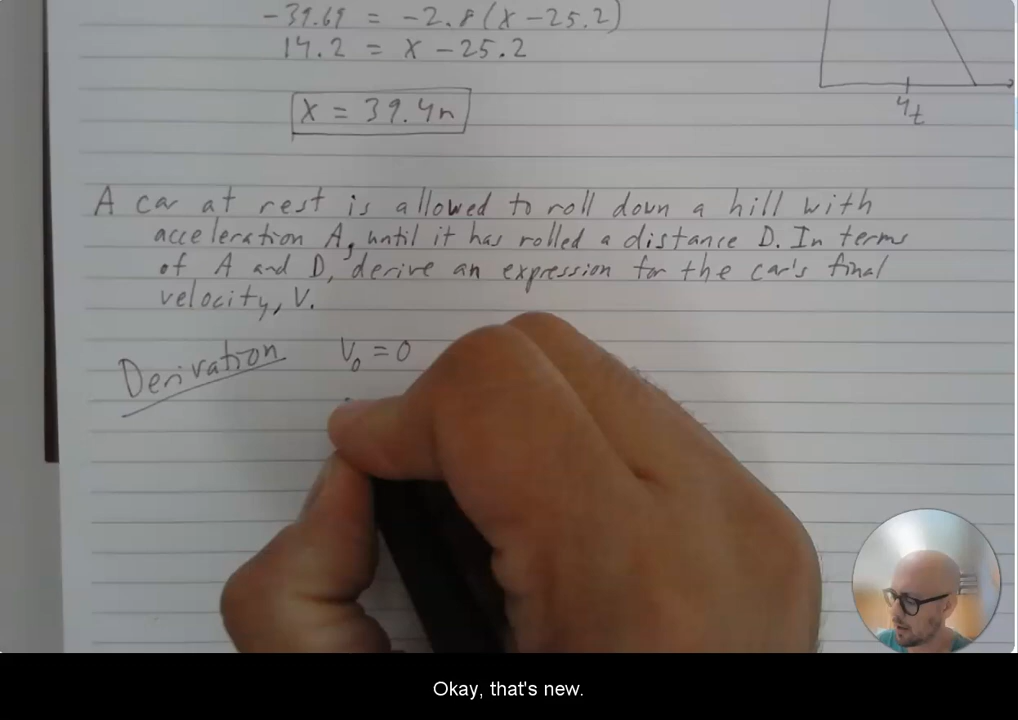 -39.69 = -2.8(x-25.2)
14.2 = x-25.2
x = 39.4m
4
t
A car at rest is allowed to roll down a hill with
acceleration A, until it has rolled a distance D. In terms
of A and D, derive an expression for the car's final
velocity, V.
Derivation V₀ = 0
Okay, that's new.